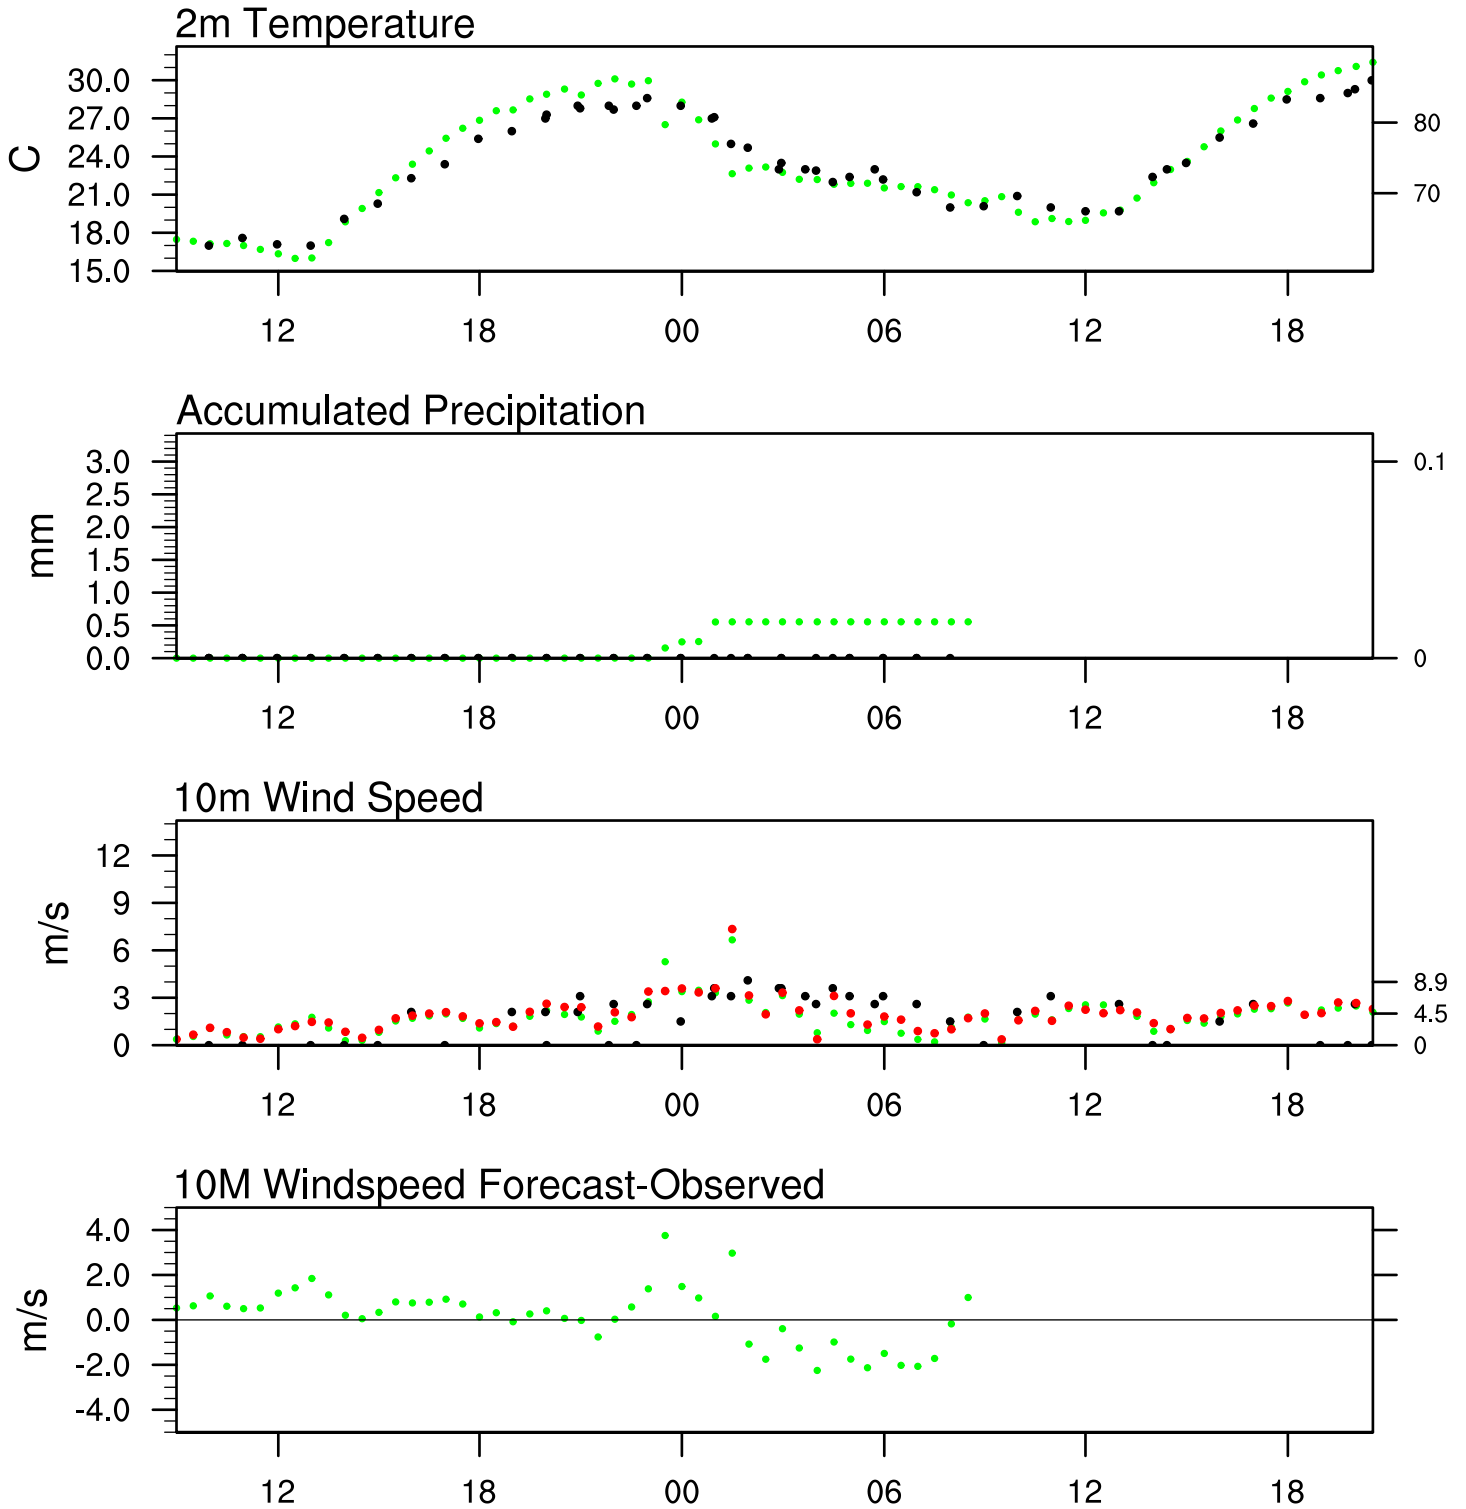 2m Temperature
30.0
27.0
24.0
21.0
18.0
15.0
C
80
70
12 18 00 06 12 18
Accumulated Precipitation
3.0
2.5
2.0
1.5
1.0
0.5
0.0
mm
0.1
0
12 18 00 06 12 18
10m Wind Speed
12
9
6
3
0
m/s
8.9
4.5
0
12 18 00 06 12 18
10M Windspeed Forecast-Observed
4.0
2.0
0.0
-2.0
-4.0
m/s
12 18 00 06 12 18